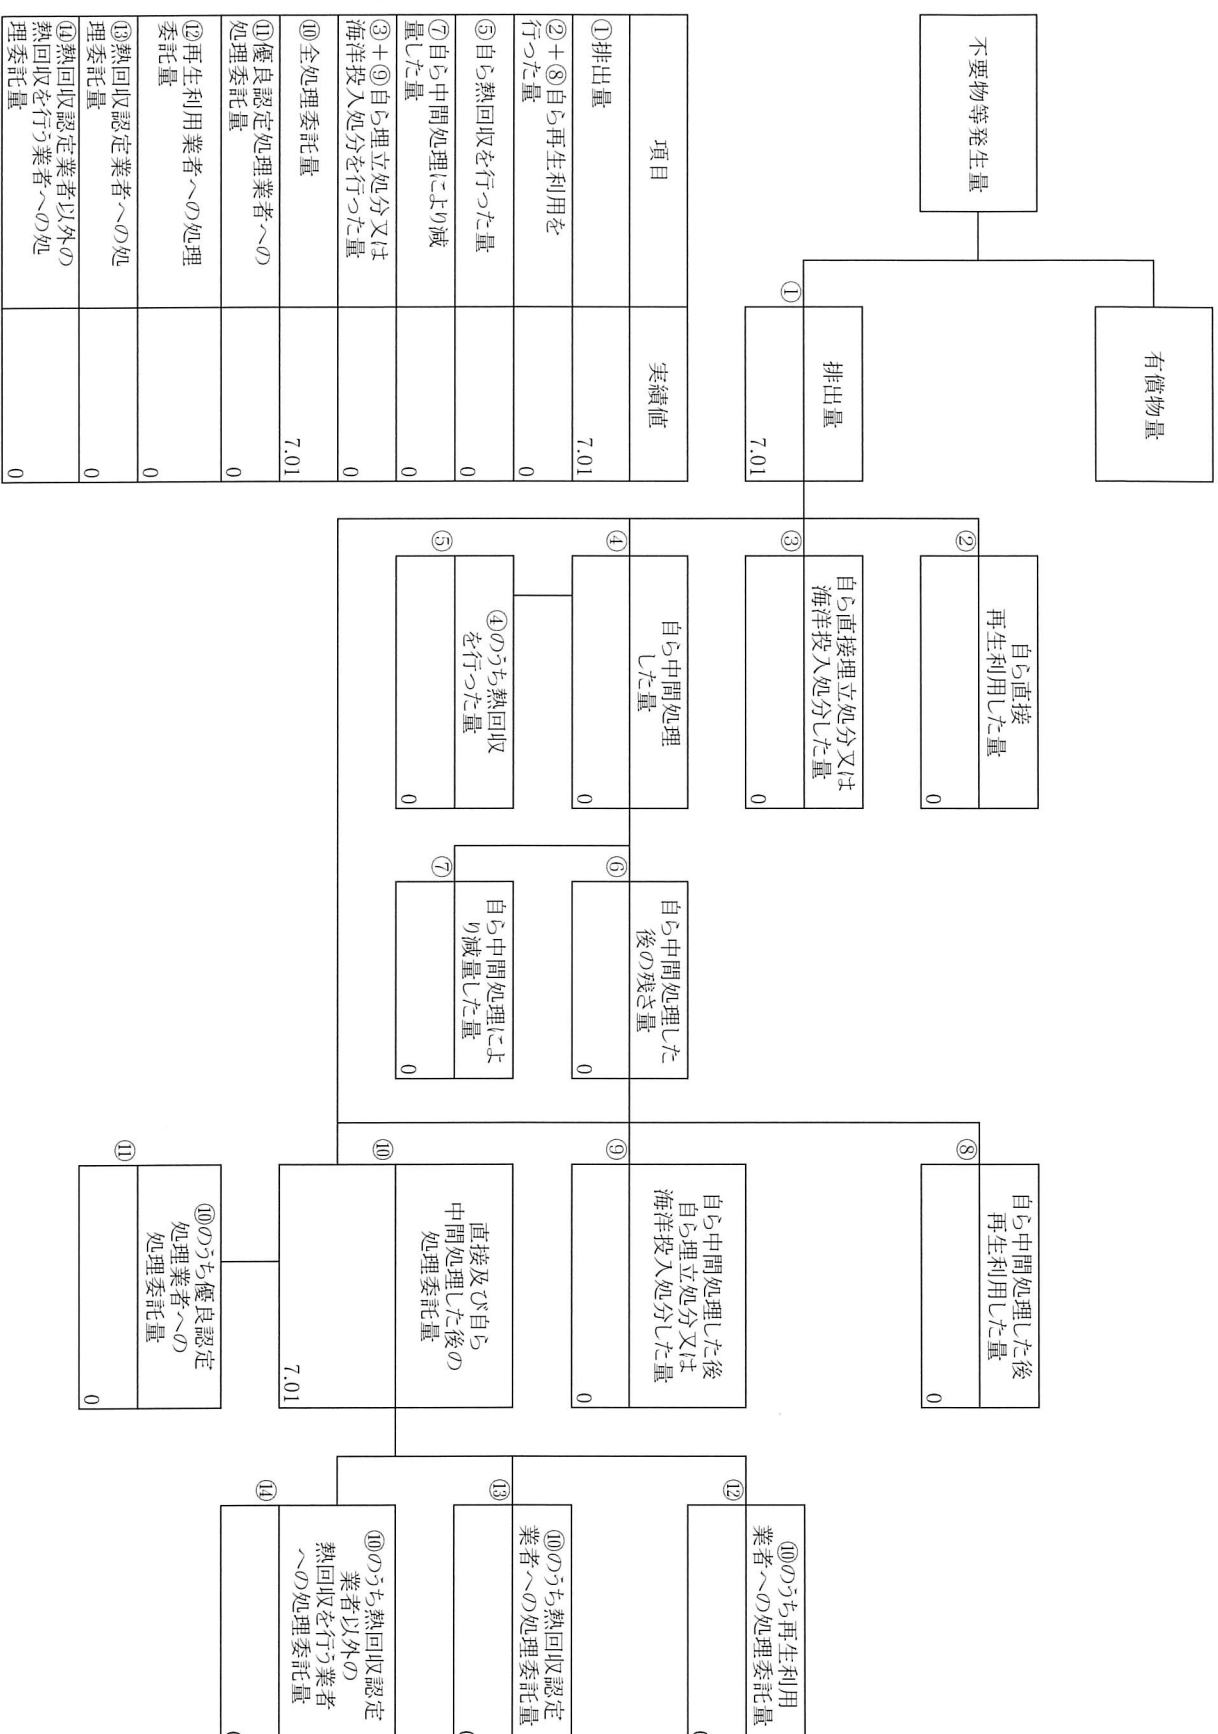 不要物等発生量
有償物量
①
排出量
7.01
②
自ら直接
再生利用した量
0
③
自ら直接埋立処分又は
海洋投入処分した量
0
④
自ら中間処理
した量
0
⑤
④のうち熱回収
を行った量
0
⑥
自ら中間処理した
後の残さ量
0
⑦
自ら中間処理によ
り減量した量
0
⑧
自ら中間処理した後
再生利用した量
0
⑨
自ら中間処理した後
自ら埋立処分又は
海洋投入処分した量
0
⑩
直接及び自ら
中間処理した後の
処理委託量
7.01
⑪
⑩のうち優良認定
処理業者への
処理委託量
0
⑫
⑩のうち再生利用
業者への処理委託量
⑬
⑩のうち熱回収認定
業者への処理委託量
⑭
⑩のうち熱回収認定
業者以外の
熱回収を行う業者
への処理委託量
項目
実績値
①排出量
7.01
②+⑧自ら再生利用を
行った量
0
⑤自ら熱回収を行った量
0
⑦自ら中間処理により減
量した量
0
③+⑨自ら埋立処分又は
海洋投入処分を行った量
0
⑩全処理委託量
7.01
⑪優良認定処理業者への
処理委託量
0
⑫再生利用業者への処理
委託量
0
⑬熱回収認定業者への処
理委託量
0
⑭熱回収認定業者以外の
熱回収を行う業者への処
理委託量
0